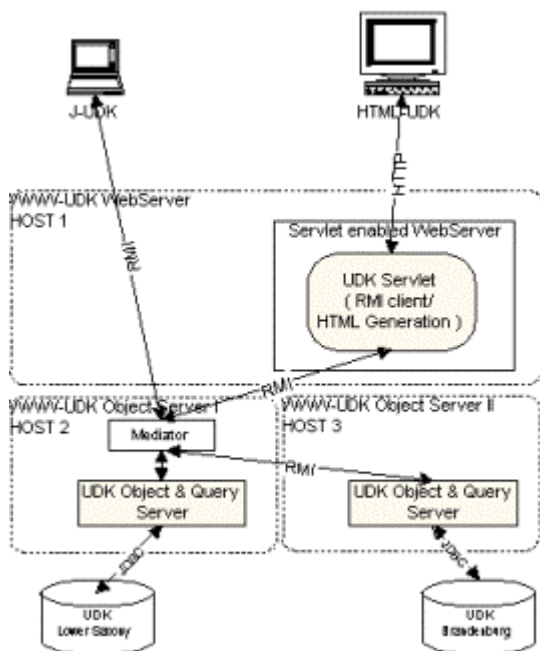 J-UDK
HTML-UDK
HTTP
WWW-UDK WebServer
HOST 1
RMI
Servlet enabled WebServer
UDK Servlet
( RMI client/
HTML Generation )
RMI
WWW-UDK Object Server I
HOST 2
WWW-UDK Object Server II
HOST 3
Mediator
RMI
UDK Object & Query
Server
UDK Object & Query
Server
JDBC
JDBC
UDK
Lower Saxony
UDK
Brandenburg